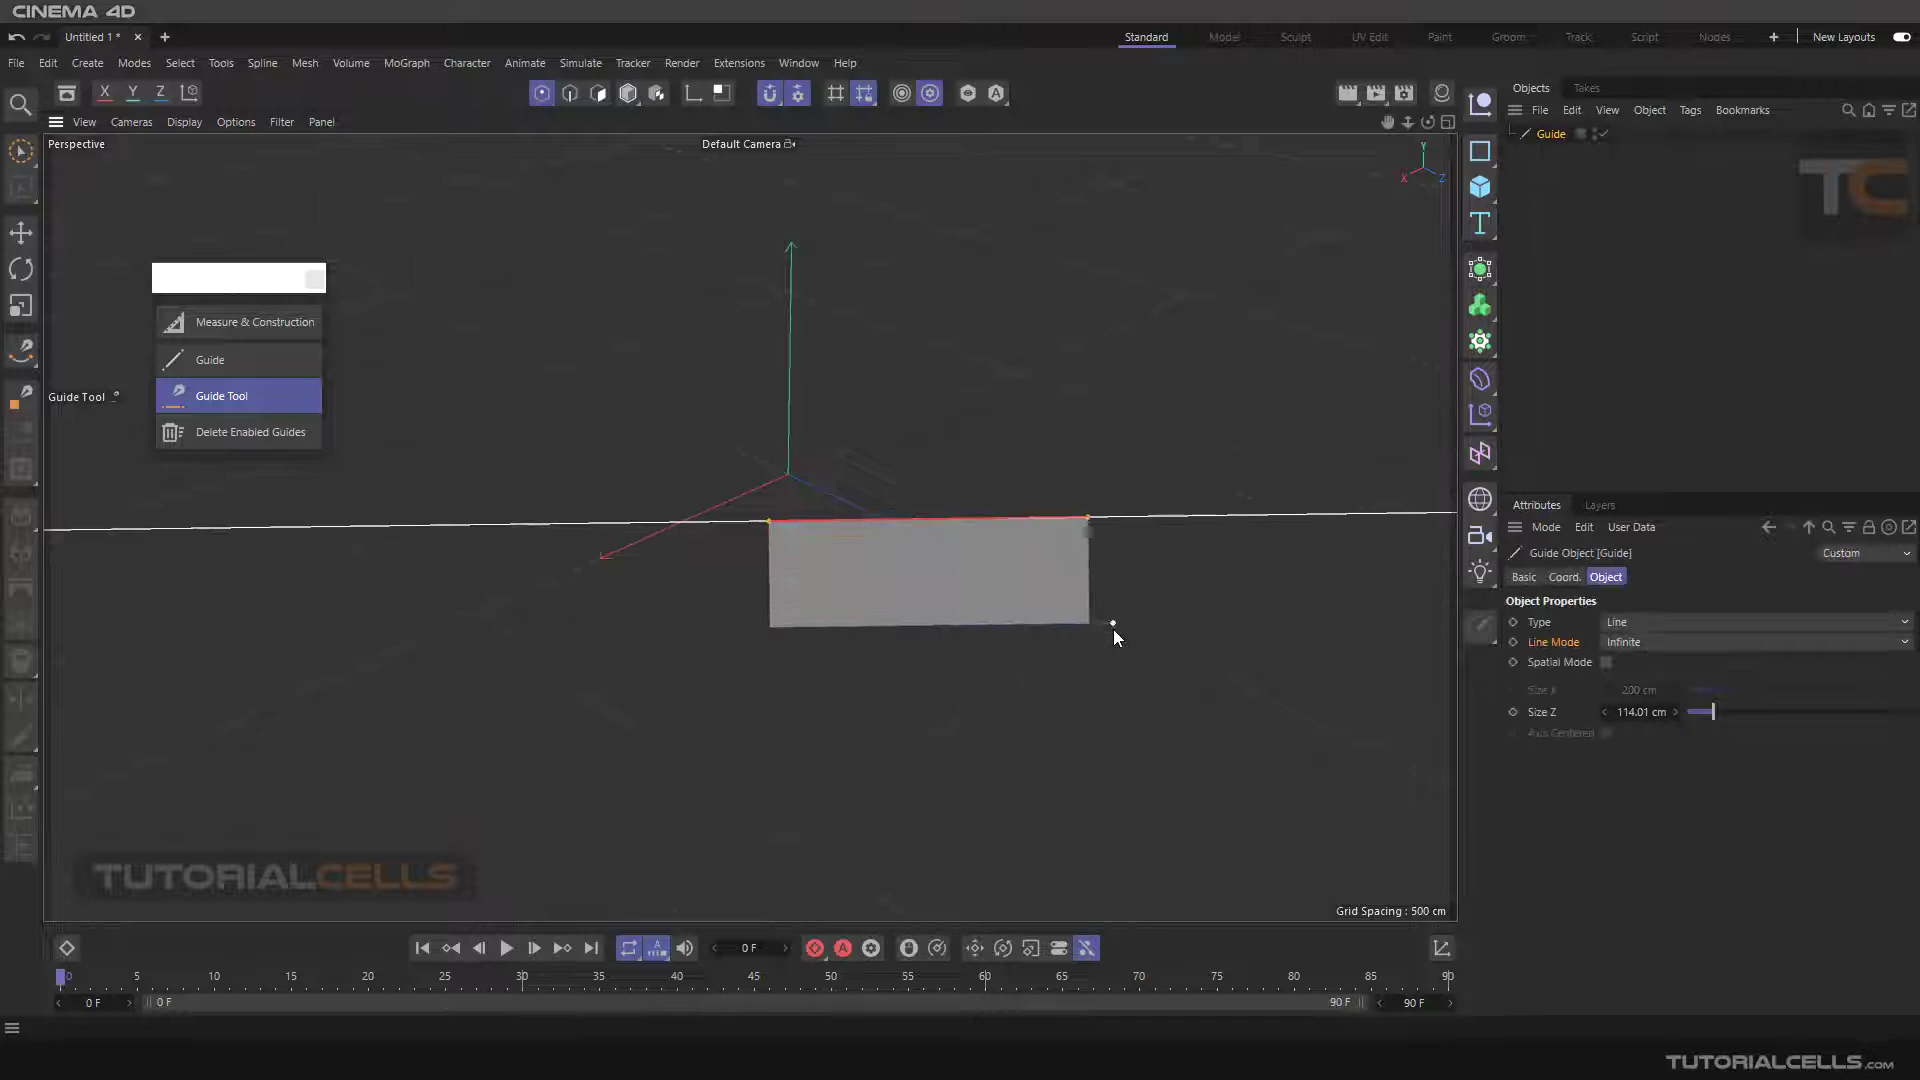 CINEMA 4D
Untitled 1 *
Standard Model Sculpt UV Edit Paint Groom Track Script Nodes New Layouts
File Edit Create Modes Select Tools Spline Mesh Volume MoGraph Character Animate Simulate Tracker Render Extensions Window Help
X Y Z
Objects Takes
File Edit View Object Tags Bookmarks
View Cameras Display Options Filter Panel
Guide
Perspective
Default Camera
Y
X Z
TC
Measure & Construction
Guide
Guide Tool
Guide Tool
Delete Enabled Guides
Attributes Layers
Mode Edit User Data
Guide Object [Guide]
Custom
Basic Coord. Object
Object Properties
Type Line
Line Mode Infinite
Spatial Mode
Size X 200 cm
Size Z 114.01 cm
Axis Centered
TUTORIALCELLS
Grid Spacing : 500 cm
0 F
0 5 10 15 20 25 30 35 40 45 50 55 60 65 70 75 80 85 90
0 F 0 F 90 F 90 F
TUTORIALCELLS.COM